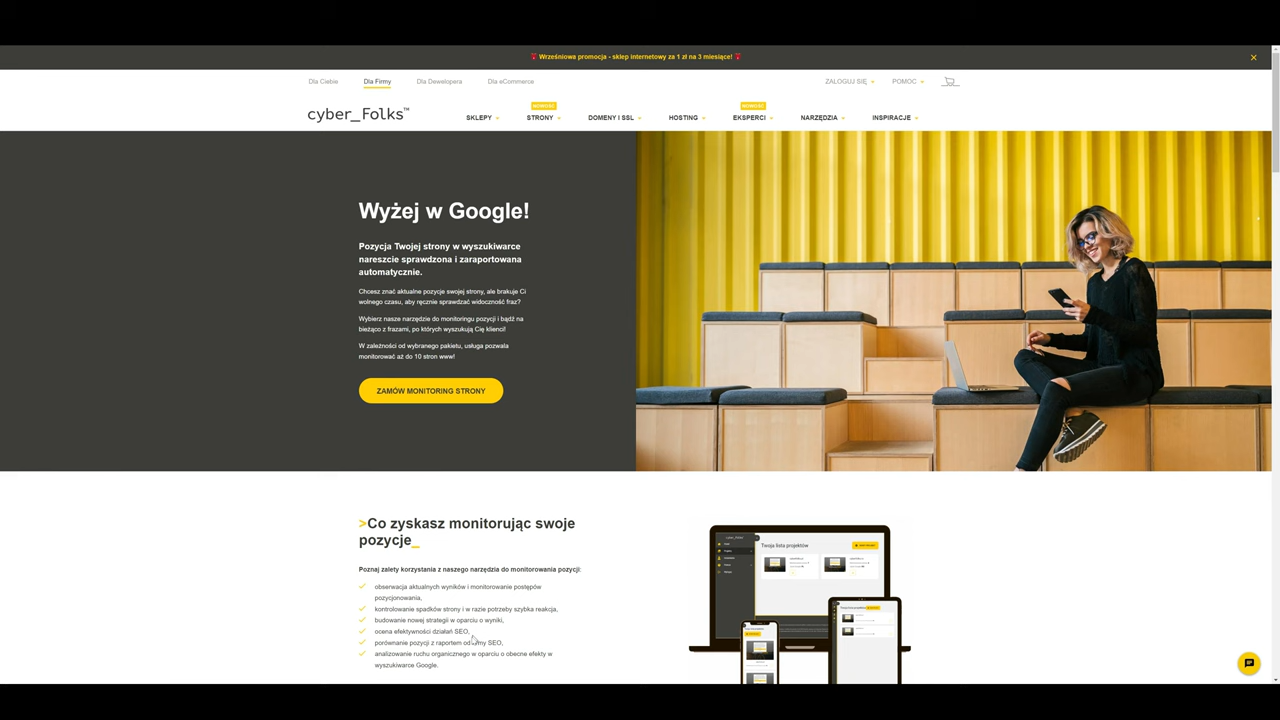 Wrześniowa promocja - sklep internetowy za 1 zł na 3 miesiące!
Dla Ciebie
Dla Firmy
Dla Dewelopera
Dla eCommerce
ZALOGUJ SIĘ
POMOC
cyber_Folks™
NOWOŚĆ
NOWOŚĆ
SKLEPY
STRONY
DOMENY I SSL
HOSTING
EKSPERCI
NARZĘDZIA
INSPIRACJE
Wyżej w Google!
Pozycja Twojej strony w wyszukiwarce
nareszcie sprawdzona i zaraportowana
automatycznie.
Chcesz znać aktualne pozycje swojej strony, ale brakuje Ci
wolnego czasu, aby ręcznie sprawdzać widoczność fraz?
Wybierz nasze narzędzie do monitoringu pozycji i bądź na
bieżąco z frazami, po których wyszukują Cię klienci!
W zależności od wybranego pakietu, usługa pozwala
monitorować aż do 10 stron www!
ZAMÓW MONITORING STRONY
>Co zyskasz monitorując swoje
pozycje_
Poznaj zalety korzystania z naszego narzędzia do monitorowania pozycji:
obserwacja aktualnych wyników i monitorowanie postępów
pozycjonowania,
kontrolowanie spadków strony i w razie potrzeby szybka reakcja,
budowanie nowej strategii w oparciu o wyniki,
ocena efektywności działań SEO,
porównanie pozycji z raportem od firmy SEO,
analizowanie ruchu organicznego w oparciu o obecne efekty w
wyszukiwarce Google.
cyber_Folks
Twoja lista projektów
Twoja lista projektów